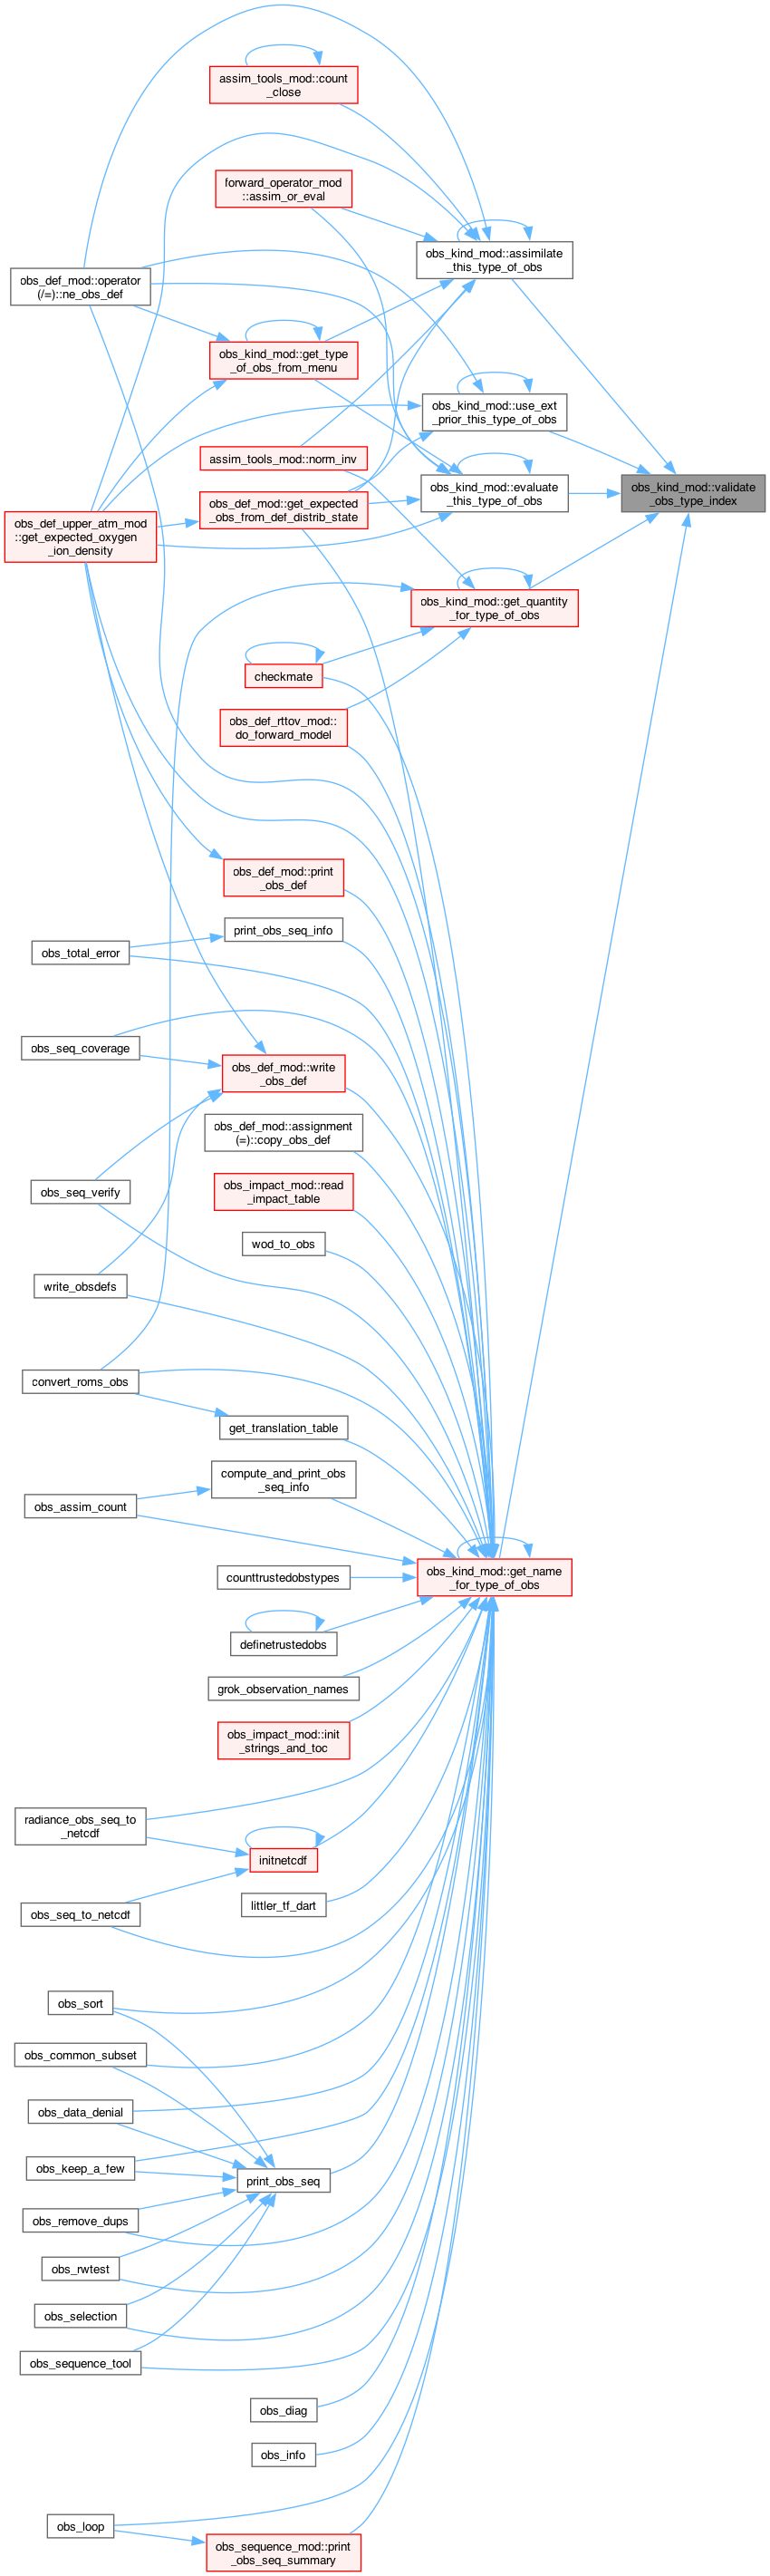 assim_tools_mod::count
_close
forward_operator_mod
::assim_or_eval
obs_kind_mod::assimilate
_this_type_of_obs
obs_def_mod::operator
(/=)::ne_obs_def
obs_kind_mod::get_type
_of_obs_from_menu
obs_kind_mod::use_ext
_prior_this_type_of_obs
assim_tools_mod::norm_inv
obs_kind_mod::evaluate
_this_type_of_obs
obs_kind_mod::validate
_obs_type_index
obs_def_mod::get_expected
_obs_from_def_distrib_state
obs_def_upper_atm_mod
::get_expected_oxygen
_ion_density
obs_kind_mod::get_quantity
_for_type_of_obs
checkmate
obs_def_rttov_mod::
do_forward_model
obs_def_mod::print
_obs_def
print_obs_seq_info
obs_total_error
obs_seq_coverage
obs_def_mod::write
_obs_def
obs_def_mod::assignment
(=)::copy_obs_def
obs_seq_verify
obs_impact_mod::read
_impact_table
wod_to_obs
write_obsdefs
convert_roms_obs
get_translation_table
compute_and_print_obs
_seq_info
obs_assim_count
obs_kind_mod::get_name
_for_type_of_obs
counttrustedobstypes
definetrustedobs
grok_observation_names
obs_impact_mod::init
_strings_and_toc
radiance_obs_seq_to
_netcdf
initnetcdf
littler_tf_dart
obs_seq_to_netcdf
obs_sort
obs_common_subset
obs_data_denial
obs_keep_a_few
print_obs_seq
obs_remove_dups
obs_rwtest
obs_selection
obs_sequence_tool
obs_diag
obs_info
obs_loop
obs_sequence_mod::print
_obs_seq_summary